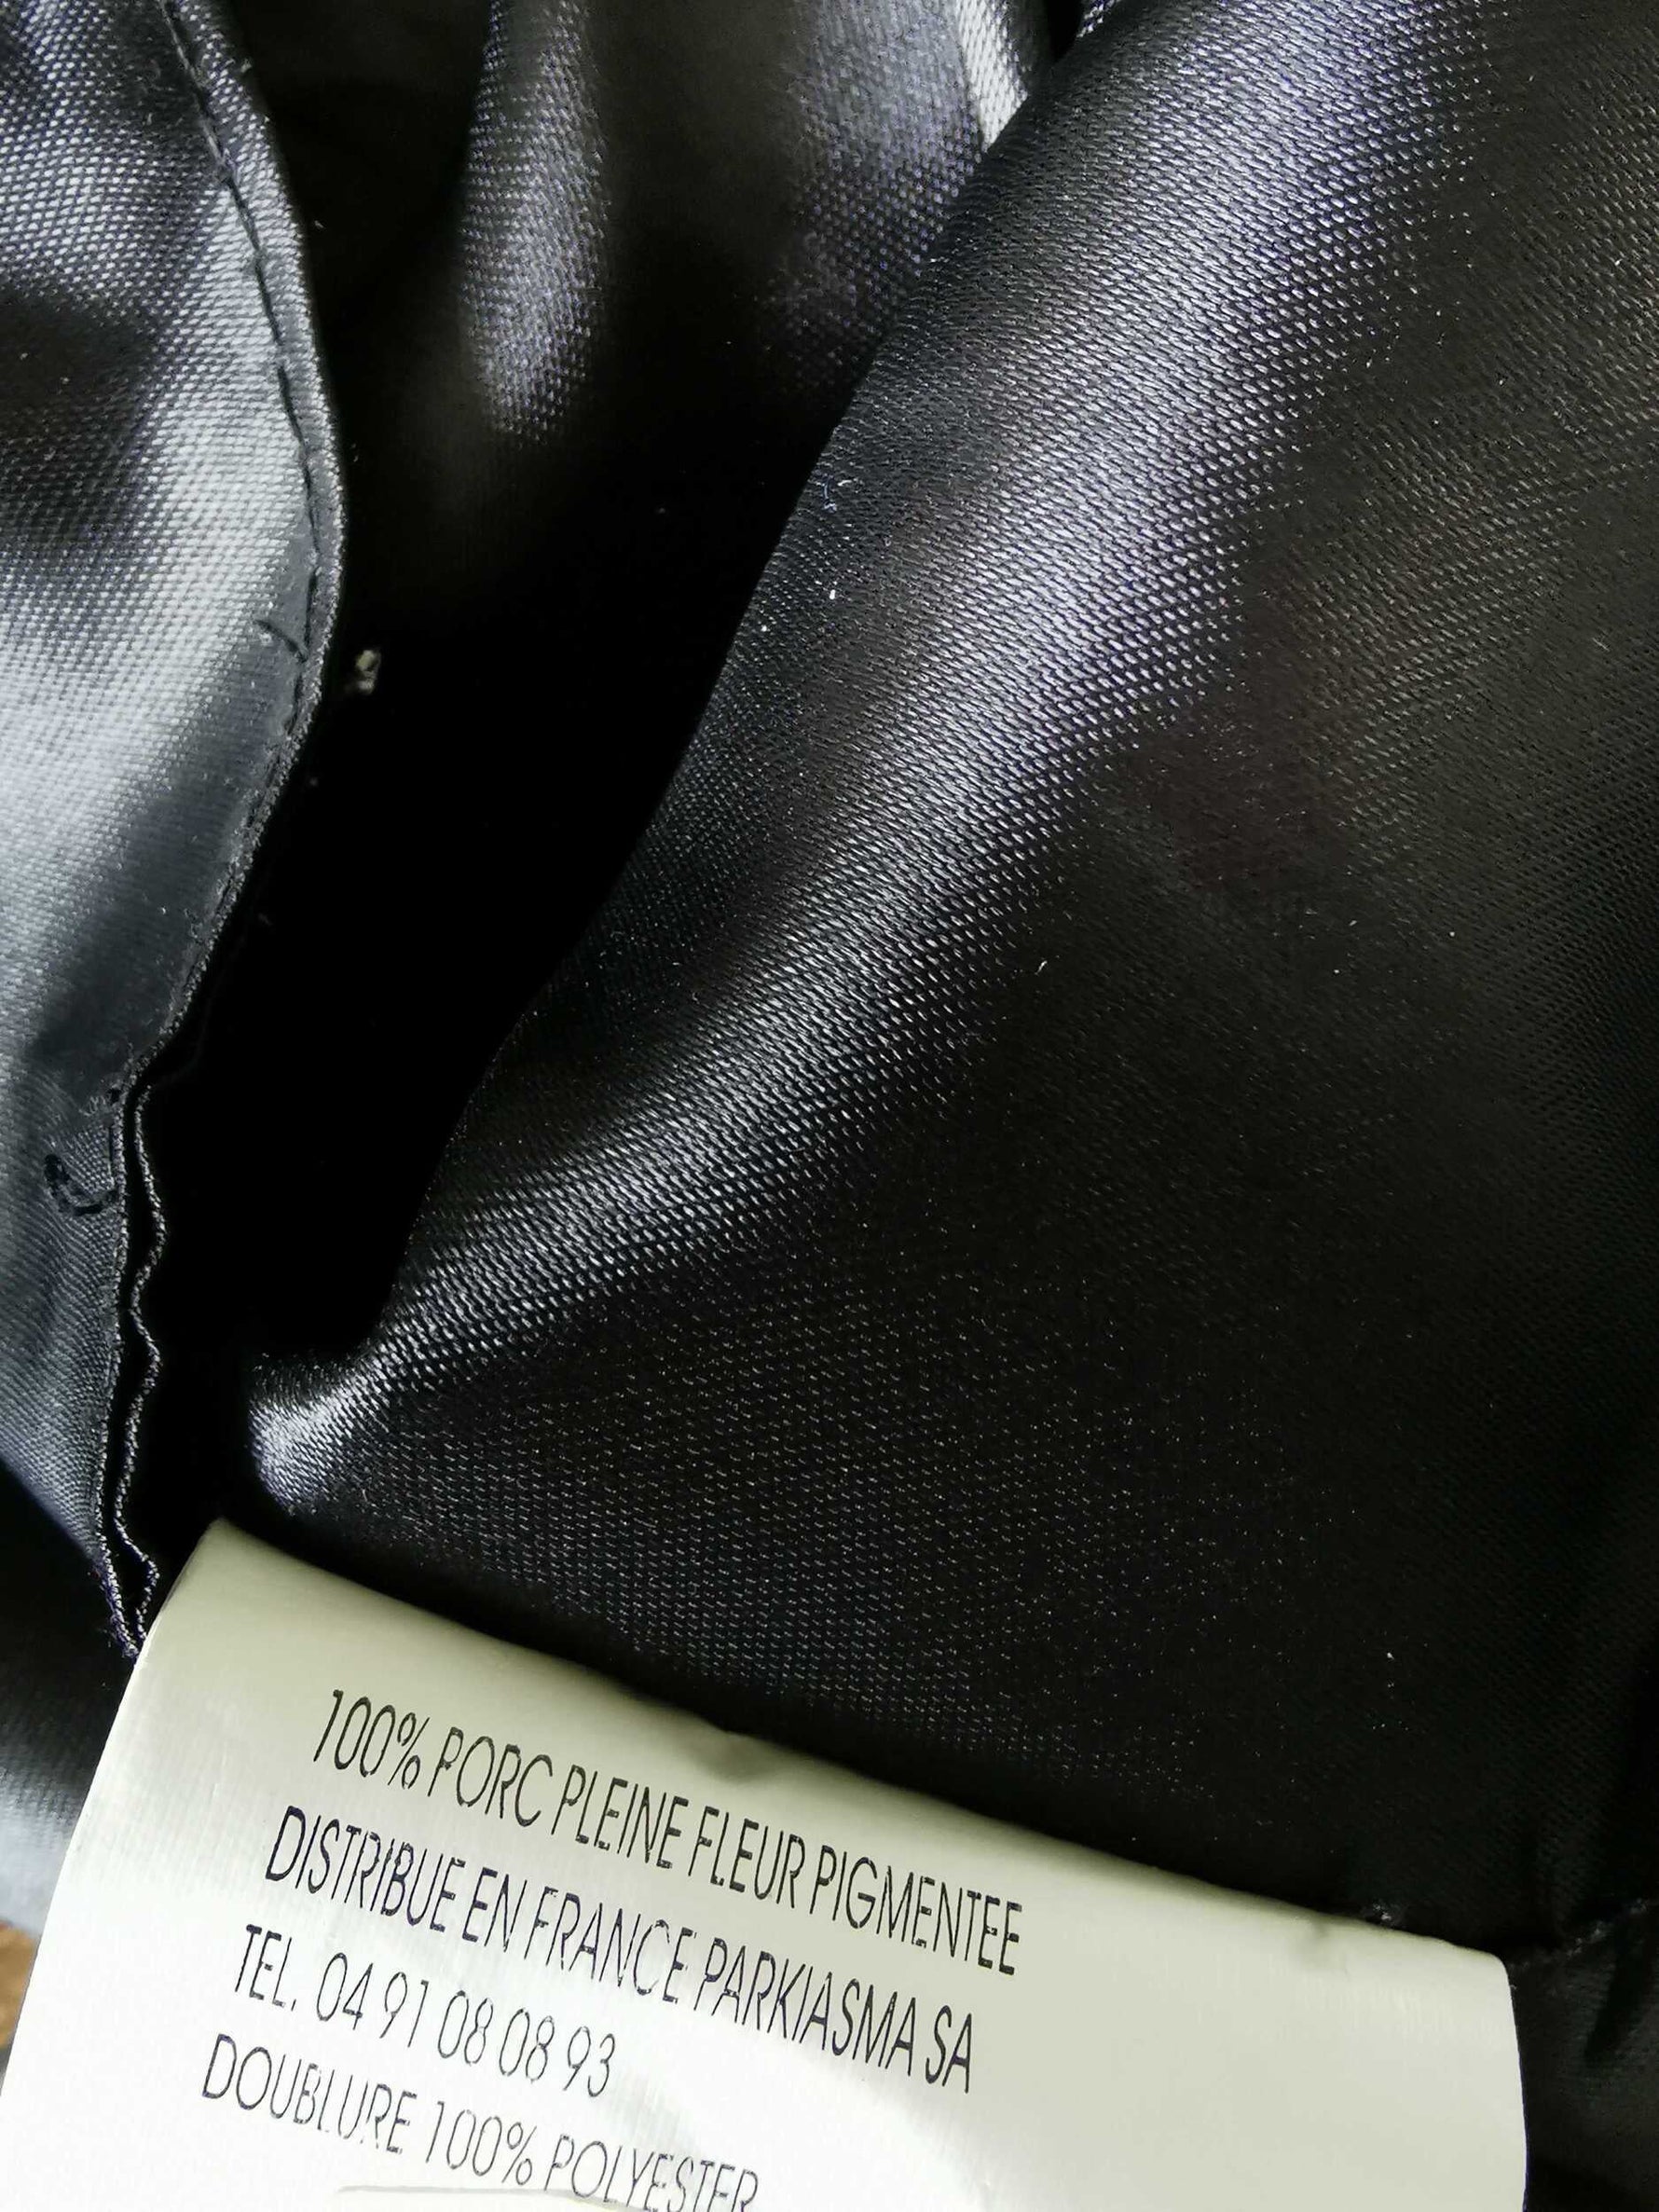 100% PORC PLEINE FLEUR PIGMENTEE
DISTRIBUE EN FRANCE PARKIASMA SA
TEL. 04 91 08 08 93
DOUBLURE 100% POLYESTER